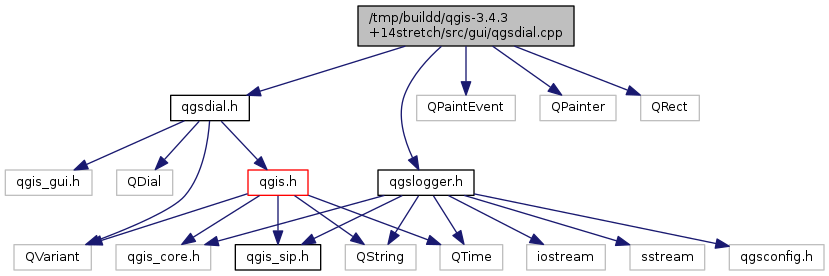 /tmp/buildd/qgis-3.4.3
+14stretch/src/gui/qgsdial.cpp
qgsdial.h
QPaintEvent
QPainter
QRect
qgis_gui.h
QDial
qgis.h
qgslogger.h
QVariant
qgis_core.h
qgis_sip.h
QString
QTime
iostream
sstream
qgsconfig.h